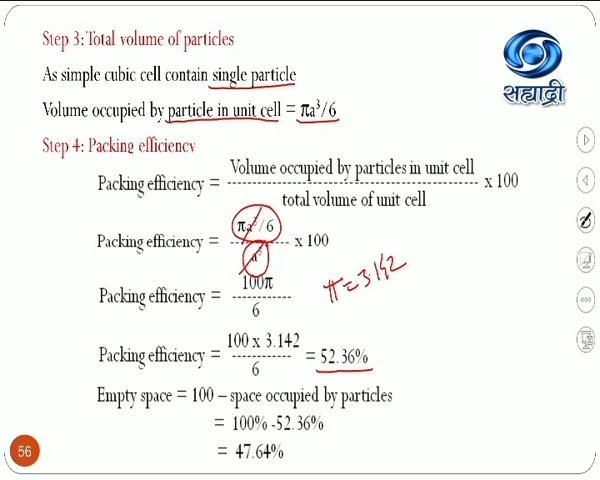 Step 3: Total volume of particles
As simple cubic cell contain single particle
Volume occupied by particle in unit cell = πa³/6
Step 4: Packing efficiency
Packing efficiency = Volume occupied by particles in unit cell / total volume of unit cell x 100
Packing efficiency = πa³/6 / a³ x 100
π = 3.142
Packing efficiency = 100π / 6
Packing efficiency = 100 x 3.142 / 6 = 52.36%
Empty space = 100 – space occupied by particles
= 100% -52.36%
= 47.64%
56
सह्याद्री